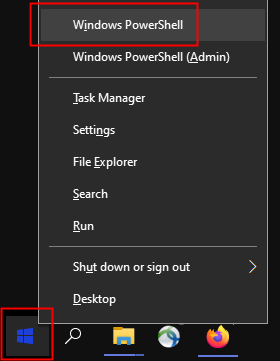 Windows PowerShell
Windows PowerShell (Admin)
Task Manager
Settings
File Explorer
Search
Run
Shut down or sign out
Desktop